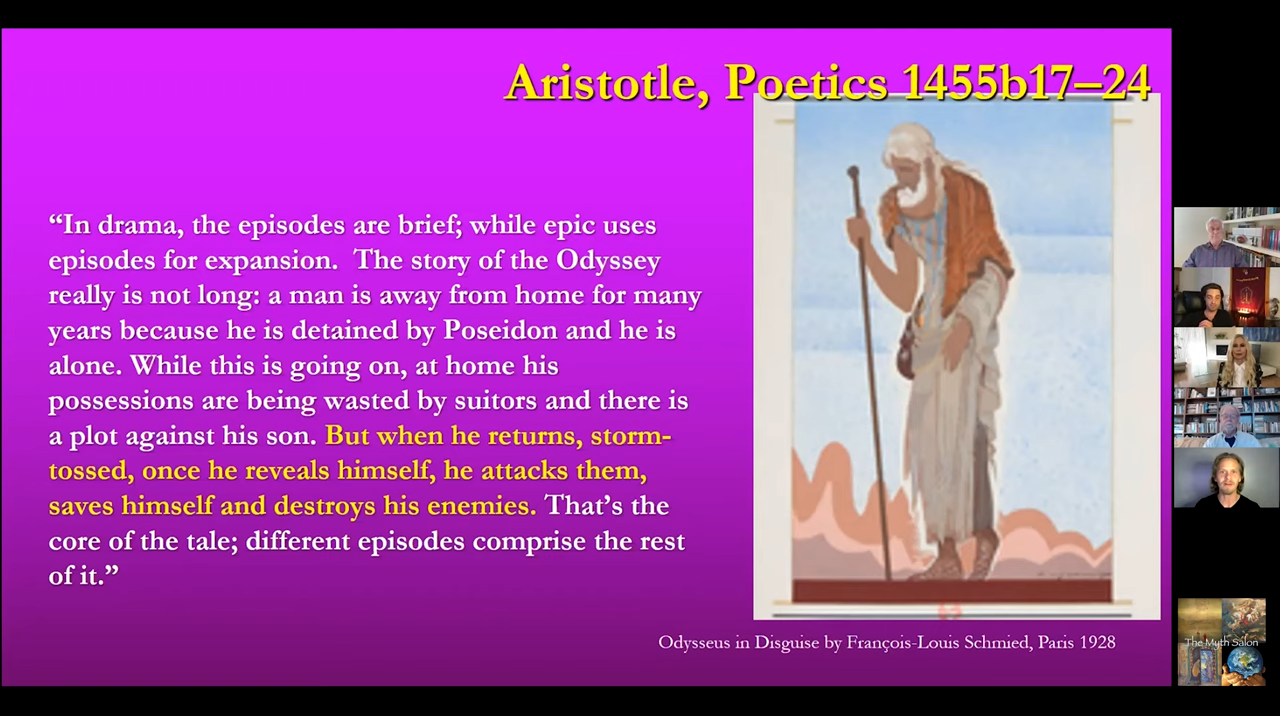 Aristotle, Poetics 1455b17–24
“In drama, the episodes are brief; while epic uses
episodes for expansion.  The story of the Odyssey
really is not long: a man is away from home for many
years because he is detained by Poseidon and he is
alone. While this is going on, at home his
possessions are being wasted by suitors and there is
a plot against his son. But when he returns, storm-
tossed, once he reveals himself, he attacks them,
saves himself and destroys his enemies. That’s the
core of the tale; different episodes comprise the rest
of it.”
Odysseus in Disguise by François-Louis Schmied, Paris 1928
The Myth Salon